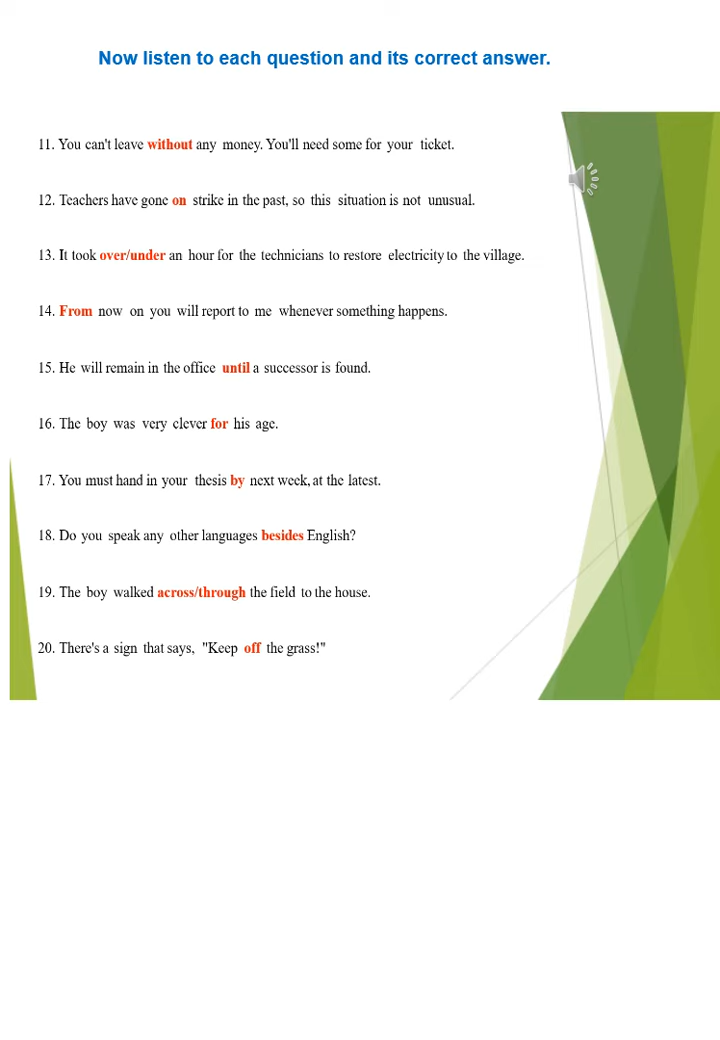 Now listen to each question and its correct answer.
11. You can't leave without any money. You'll need some for your ticket.
12. Teachers have gone on strike in the past, so this situation is not unusual.
13. It took over/under an hour for the technicians to restore electricity to the village.
14. From now on you will report to me whenever something happens.
15. He will remain in the office until a successor is found.
16. The boy was very clever for his age.
17. You must hand in your thesis by next week, at the latest.
18. Do you speak any other languages besides English?
19. The boy walked across/through the field to the house.
20. There's a sign that says, "Keep off the grass!"